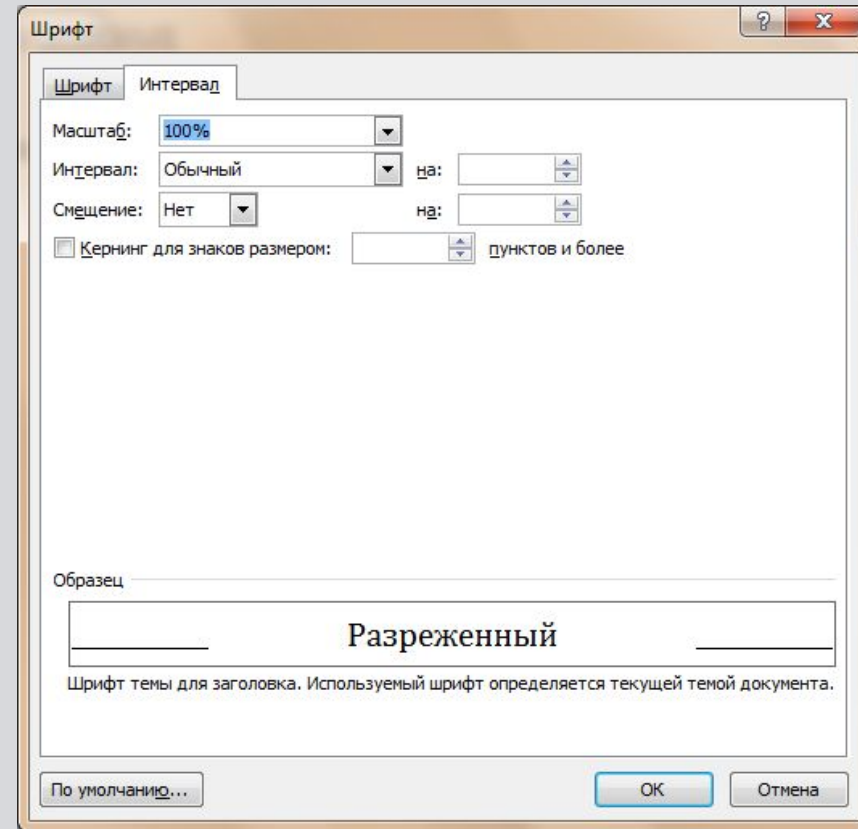 Шрифт
Шрифт Интервал
Масштаб: 100%
Интервал: Обычный на:
Смещение: Нет на:
Кернинг для знаков размером: пунктов и более
Образец
Разреженный
Шрифт темы для заголовка. Используемый шрифт определяется текущей темой документа.
По умолчанию... ОК Отмена